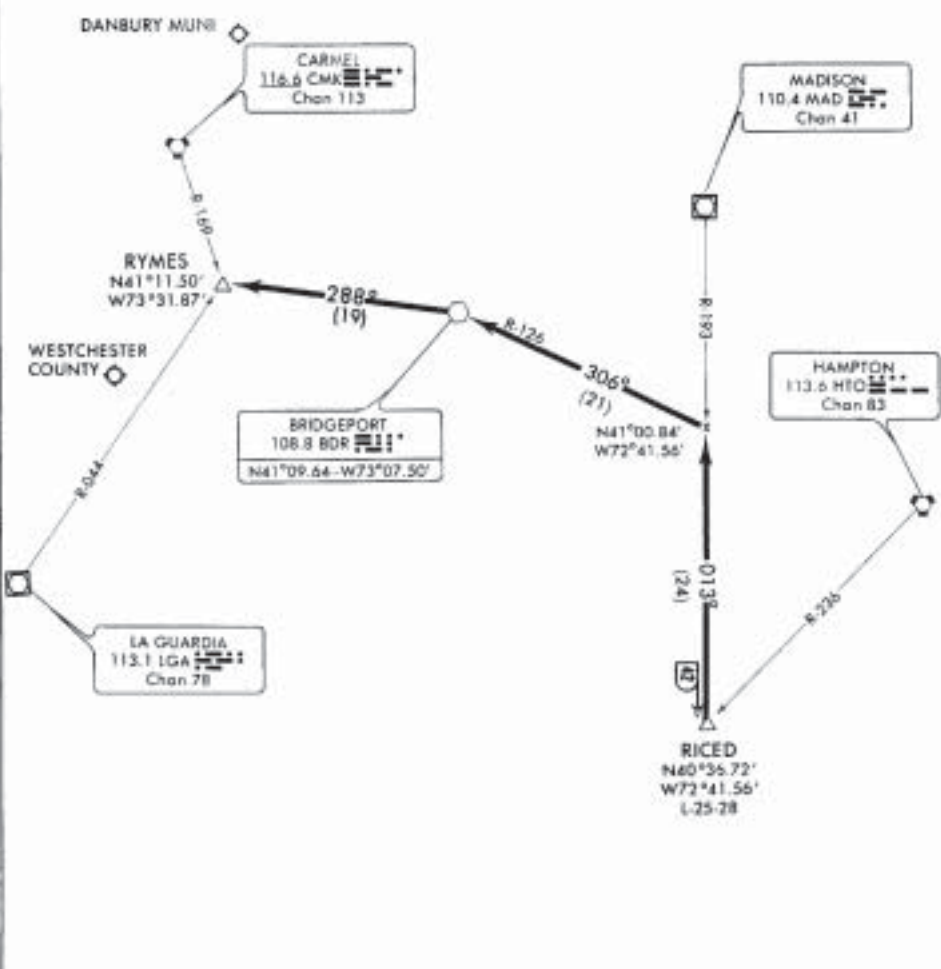 DANBURY MUNI
CARMEL
116.6 CMK
Chan 113
MADISON
110.4 MAD
Chan 41
R-169
RYMES
N41°11.50'
W73°31.87'
288°
(19)
R-126
306°
(21)
R-193
WESTCHESTER
COUNTY
HAMPTON
113.6 HTO
Chan 83
BRIDGEPORT
108.8 BDR
N41°09.64'-W73°07.50'
N41°00.84'
W72°41.56'
R-044
013°
(24)
R-236
LA GUARDIA
113.1 LGA
Chan 78
42
RICED
N40°36.72'
W72°41.56'
L-25-28